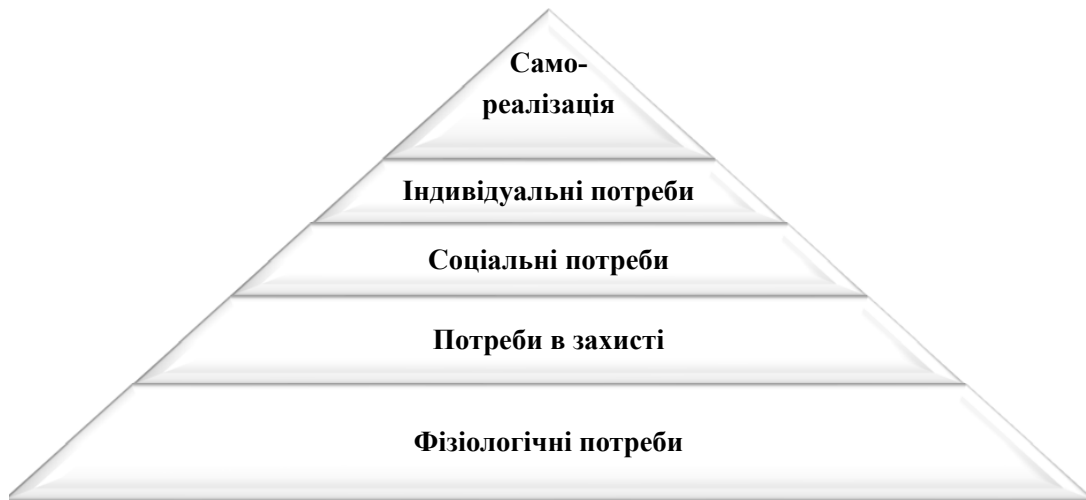 Само-
реалізація
Індивідуальні потреби
Соціальні потреби
Потреби в захисті
Фізіологічні потреби